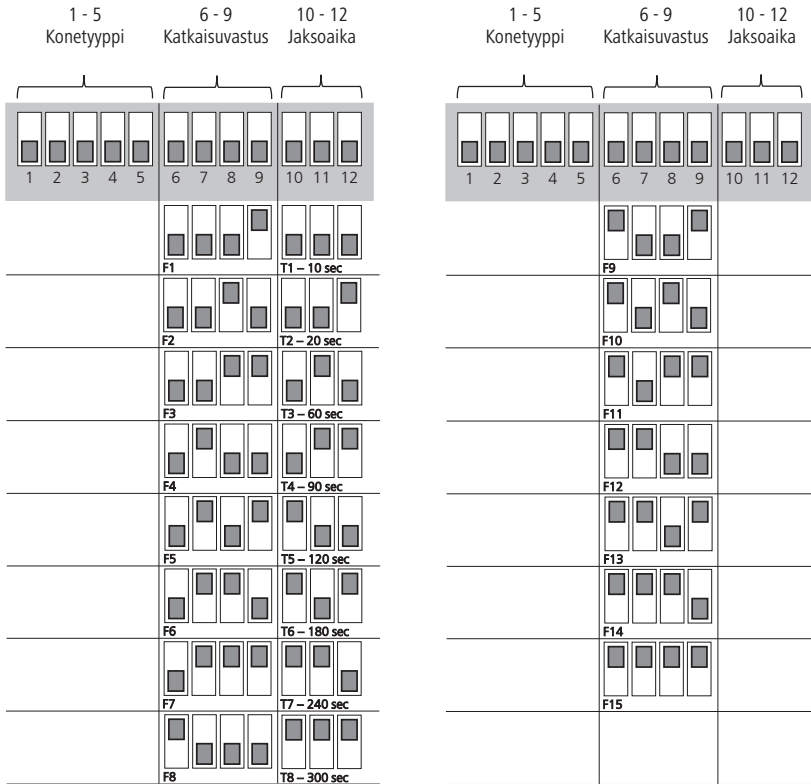 1 - 5 6 - 9 10 - 12
Konetyyppi Katkaisuvastus Jaksoaika
1 2 3 4 5 6 7 8 9 10 11 12
F1 T1 – 10 sec
F2 T2 – 20 sec
F3 T3 – 60 sec
F4 T4 – 90 sec
F5 T5 – 120 sec
F6 T6 – 180 sec
F7 T7 – 240 sec
F8 T8 – 300 sec
1 - 5 6 - 9 10 - 12
Konetyyppi Katkaisuvastus Jaksoaika
1 2 3 4 5 6 7 8 9 10 11 12
F9
F10
F11
F12
F13
F14
F15